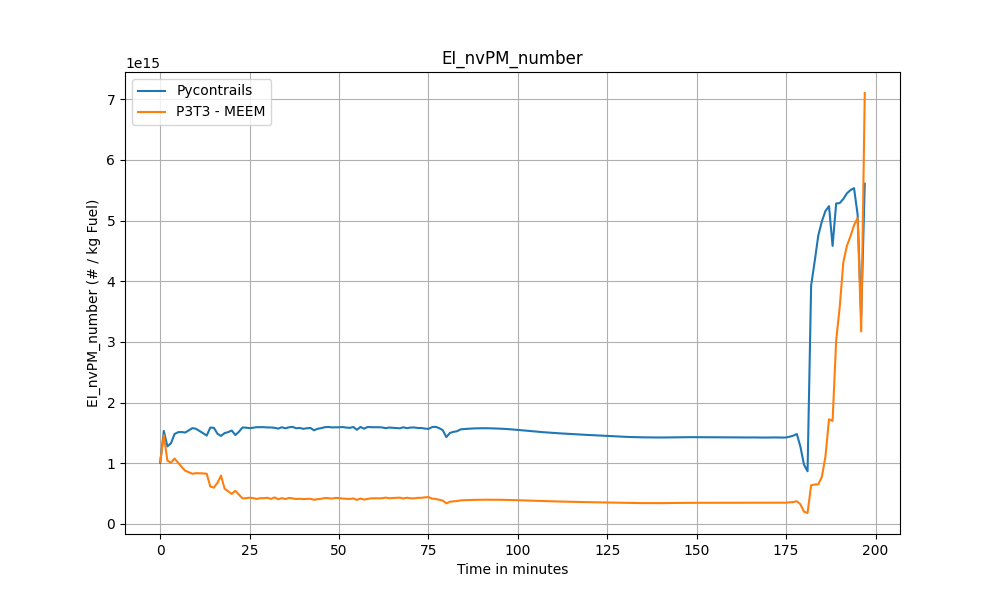 EI_nvPM_number
1e15
Pycontrails
P3T3 - MEEM
EI_nvPM_number (# / kg Fuel)
7
6
5
4
3
2
1
0
0 25 50 75 100 125 150 175 200
Time in minutes